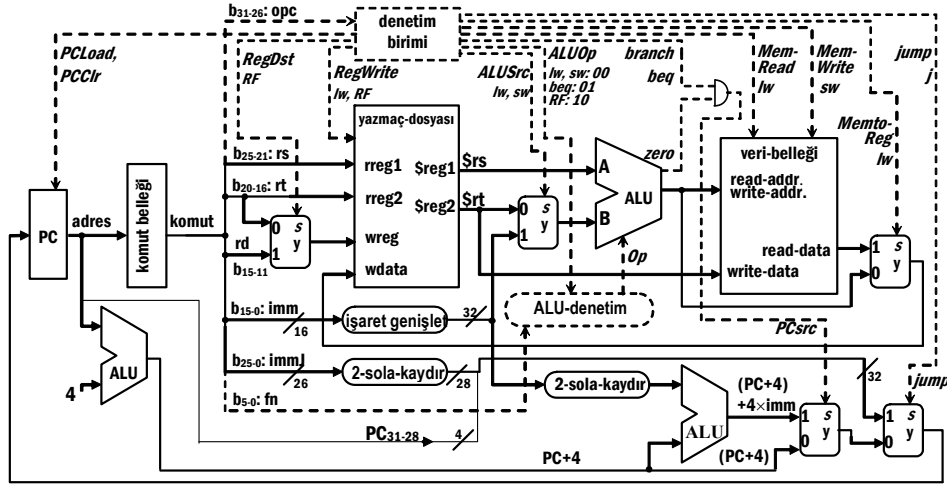 b31-26: opc
denetim
birimi
PCLoad,
PCClr
RegDst
RF
RegWrite
lw, RF
ALUSrc
lw, sw
ALUOp
lw, sw: 00
beq: 01
RF: 10
branch
beq
Mem-
Read
lw
Mem-
Write
sw
jump
j
Memto-
Reg
lw
yazmaç-dosyası
b25-21: rs
rreg1
$reg1
$rs
b20-16: rt
rreg2
$reg2
$rt
0
s
y
1
wreg
wdata
rd
b15-11
0
s
y
1
A
B
ALU
zero
Op
veri-belleği
read-addr.
write-addr.
read-data
write-data
1
s
y
0
PC
adres
komut belleği
komut
b15-0: imm
16
işaret genişlet
32
ALU-denetim
PCsrc
ALU
4
b25-0: immJ
26
2-sola-kaydır
28
2-sola-kaydır
32
jump
b5-0: fn
PC31-28
4
ALU
(PC+4)
+4×imm
1
s
y
0
1
s
y
0
PC+4
(PC+4)